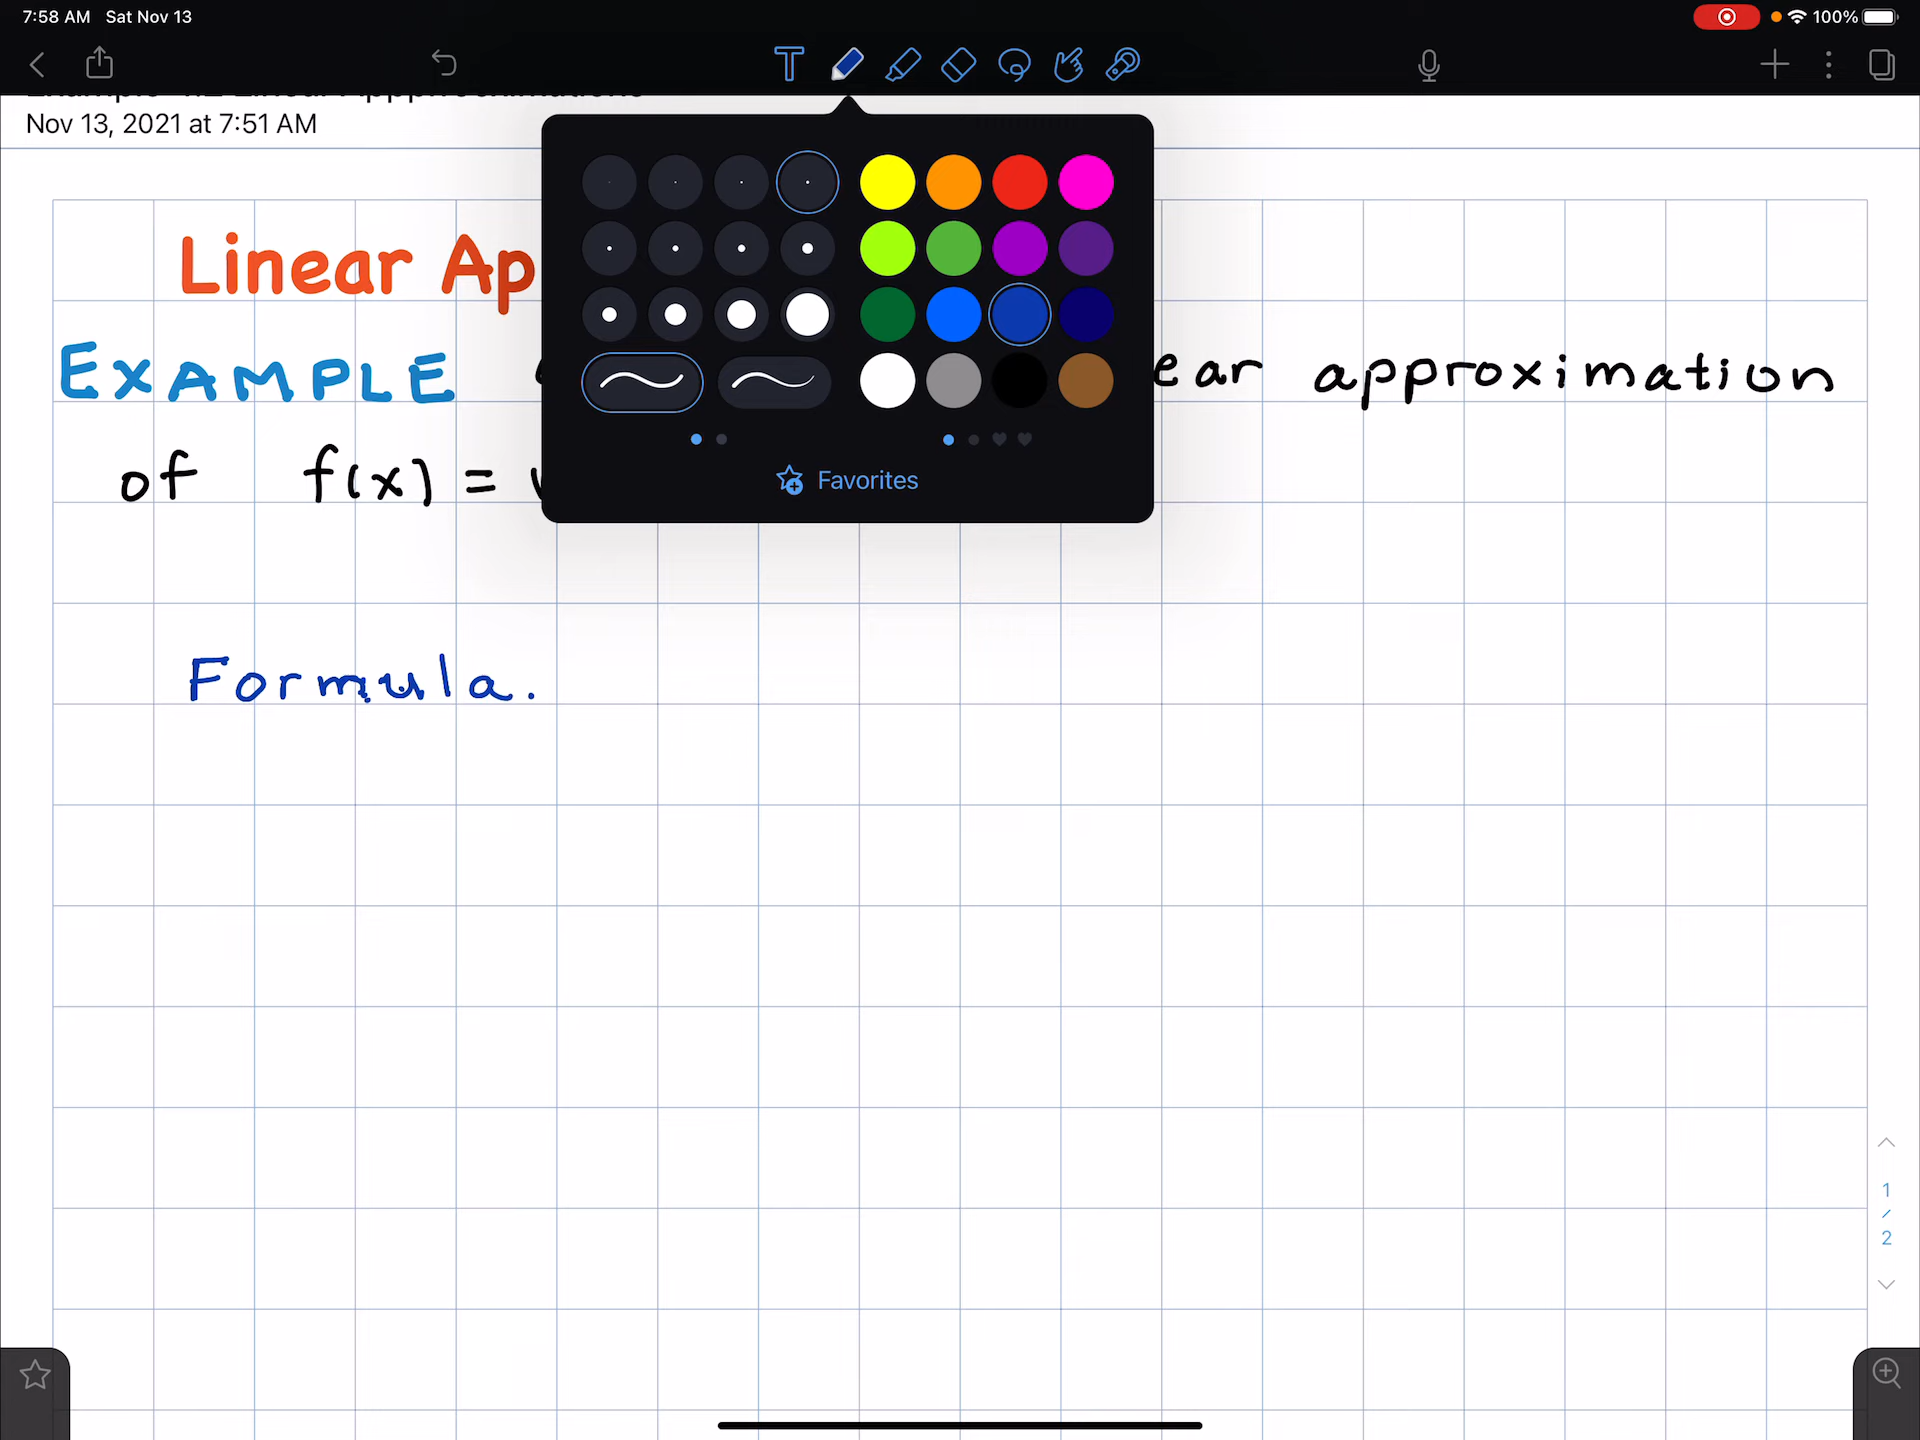 7:58 AM Sat Nov 13
100%
Nov 13, 2021 at 7:51 AM
Linear Ap
EXAMPLE
ear approximation
of f(x) =
Favorites
Formula.
1
/
2